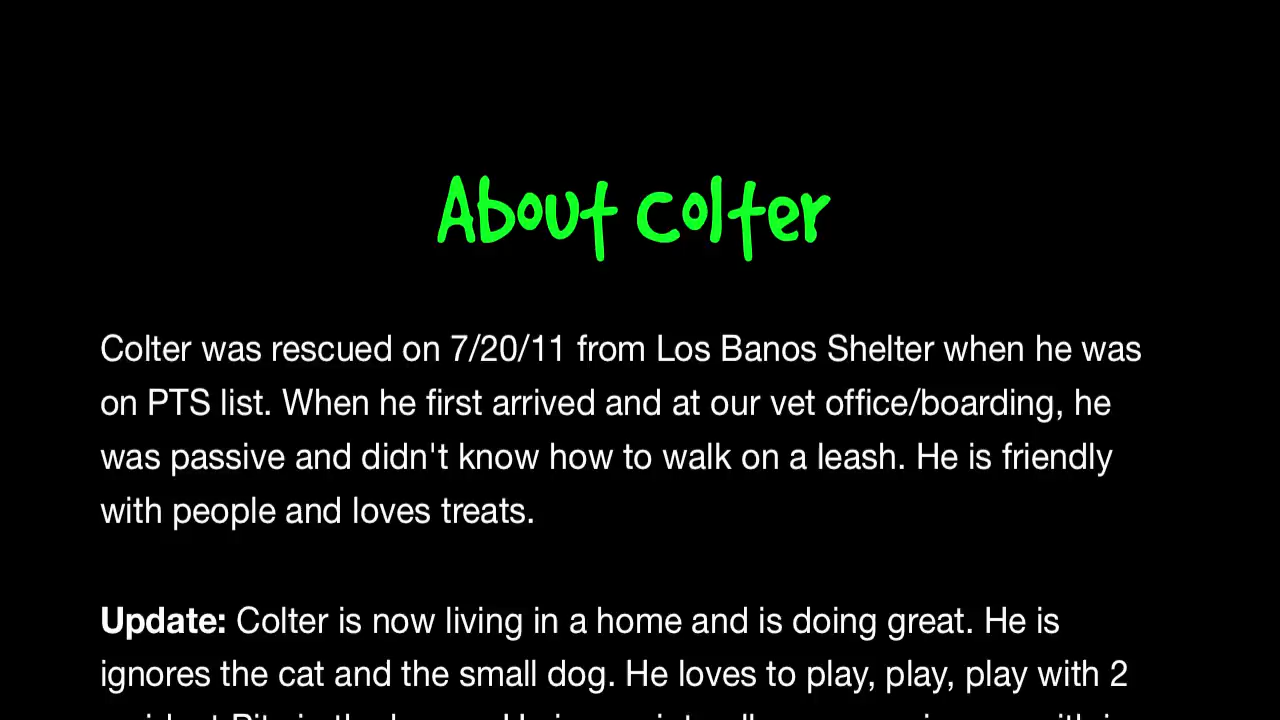 About Colter
Colter was rescued on 7/20/11 from Los Banos Shelter when he was
on PTS list. When he first arrived and at our vet office/boarding, he
was passive and didn't know how to walk on a leash. He is friendly
with people and loves treats.
Update: Colter is now living in a home and is doing great. He is
ignores the cat and the small dog. He loves to play, play, play with 2